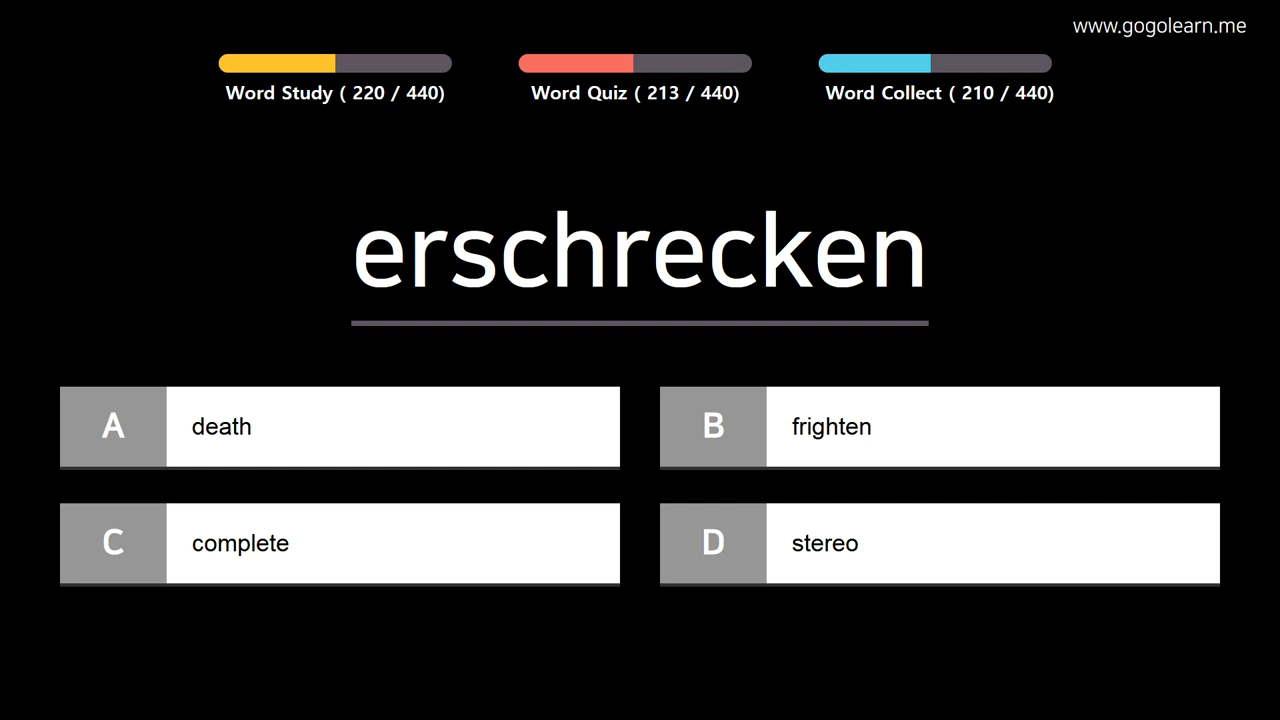 www.gogolearn.me
Word Study ( 220 / 440)
Word Quiz ( 213 / 440)
Word Collect ( 210 / 440)
erschrecken
A death
B frighten
C complete
D stereo